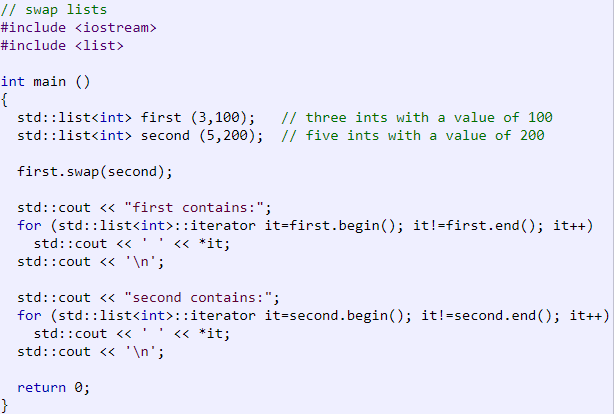 // swap lists
#include <iostream>
#include <list>

int main ()
{
  std::list<int> first (3,100);   // three ints with a value of 100
  std::list<int> second (5,200);  // five ints with a value of 200

  first.swap(second);

  std::cout << "first contains:";
  for (std::list<int>::iterator it=first.begin(); it!=first.end(); it++)
    std::cout << ' ' << *it;
  std::cout << '\n';

  std::cout << "second contains:";
  for (std::list<int>::iterator it=second.begin(); it!=second.end(); it++)
    std::cout << ' ' << *it;
  std::cout << '\n';

  return 0;
}